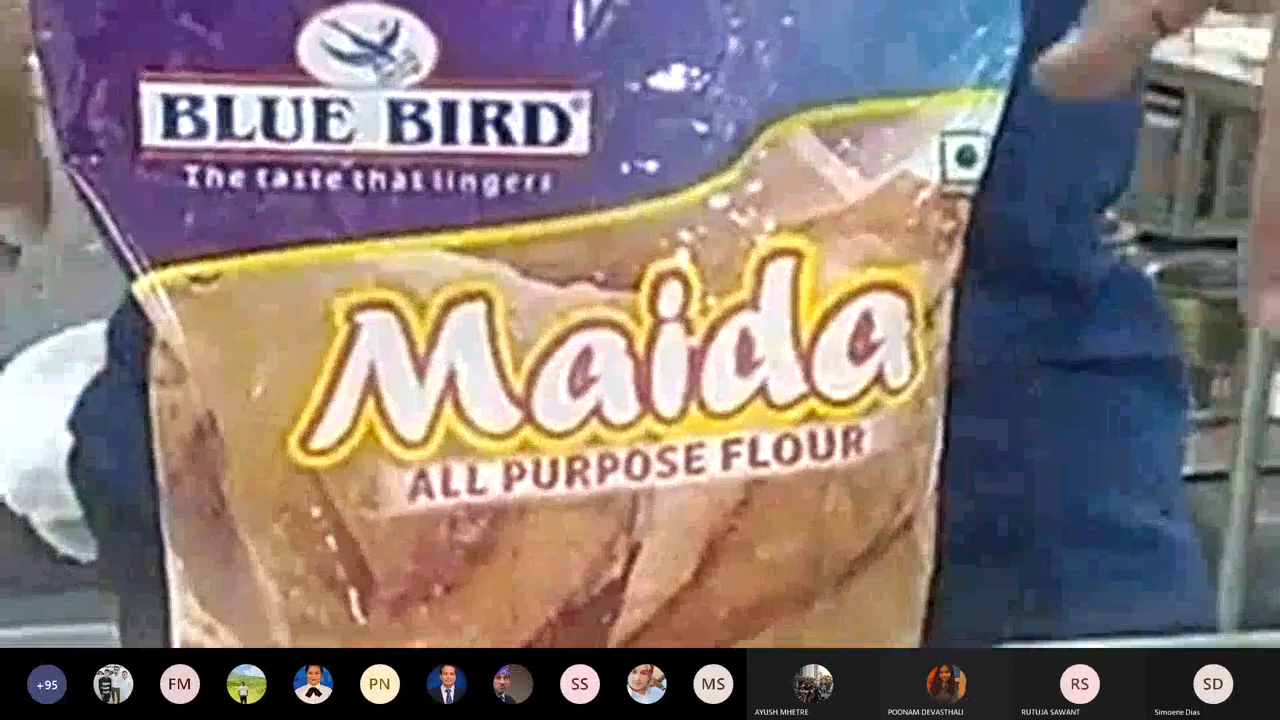 BLUE BIRD®
The taste that lingers
Maida
ALL PURPOSE FLOUR
+95
FM
PN
SS
MS
RS
SD
AYUSH MHETRE
POONAM DEVASTHALI
RUTUJA SAWANT
Simoene Dias